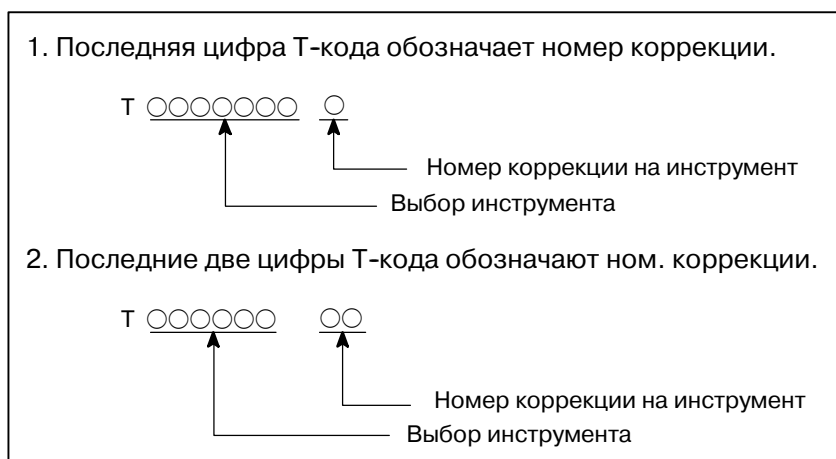 1. Последняя цифра Т-кода обозначает номер коррекции.
Т ○○○○○○○ ○
Номер коррекции на инструмент
Выбор инструмента
2. Последние две цифры Т-кода обозначают ном. коррекции.
Т ○○○○○○ ○○
Номер коррекции на инструмент
Выбор инструмента